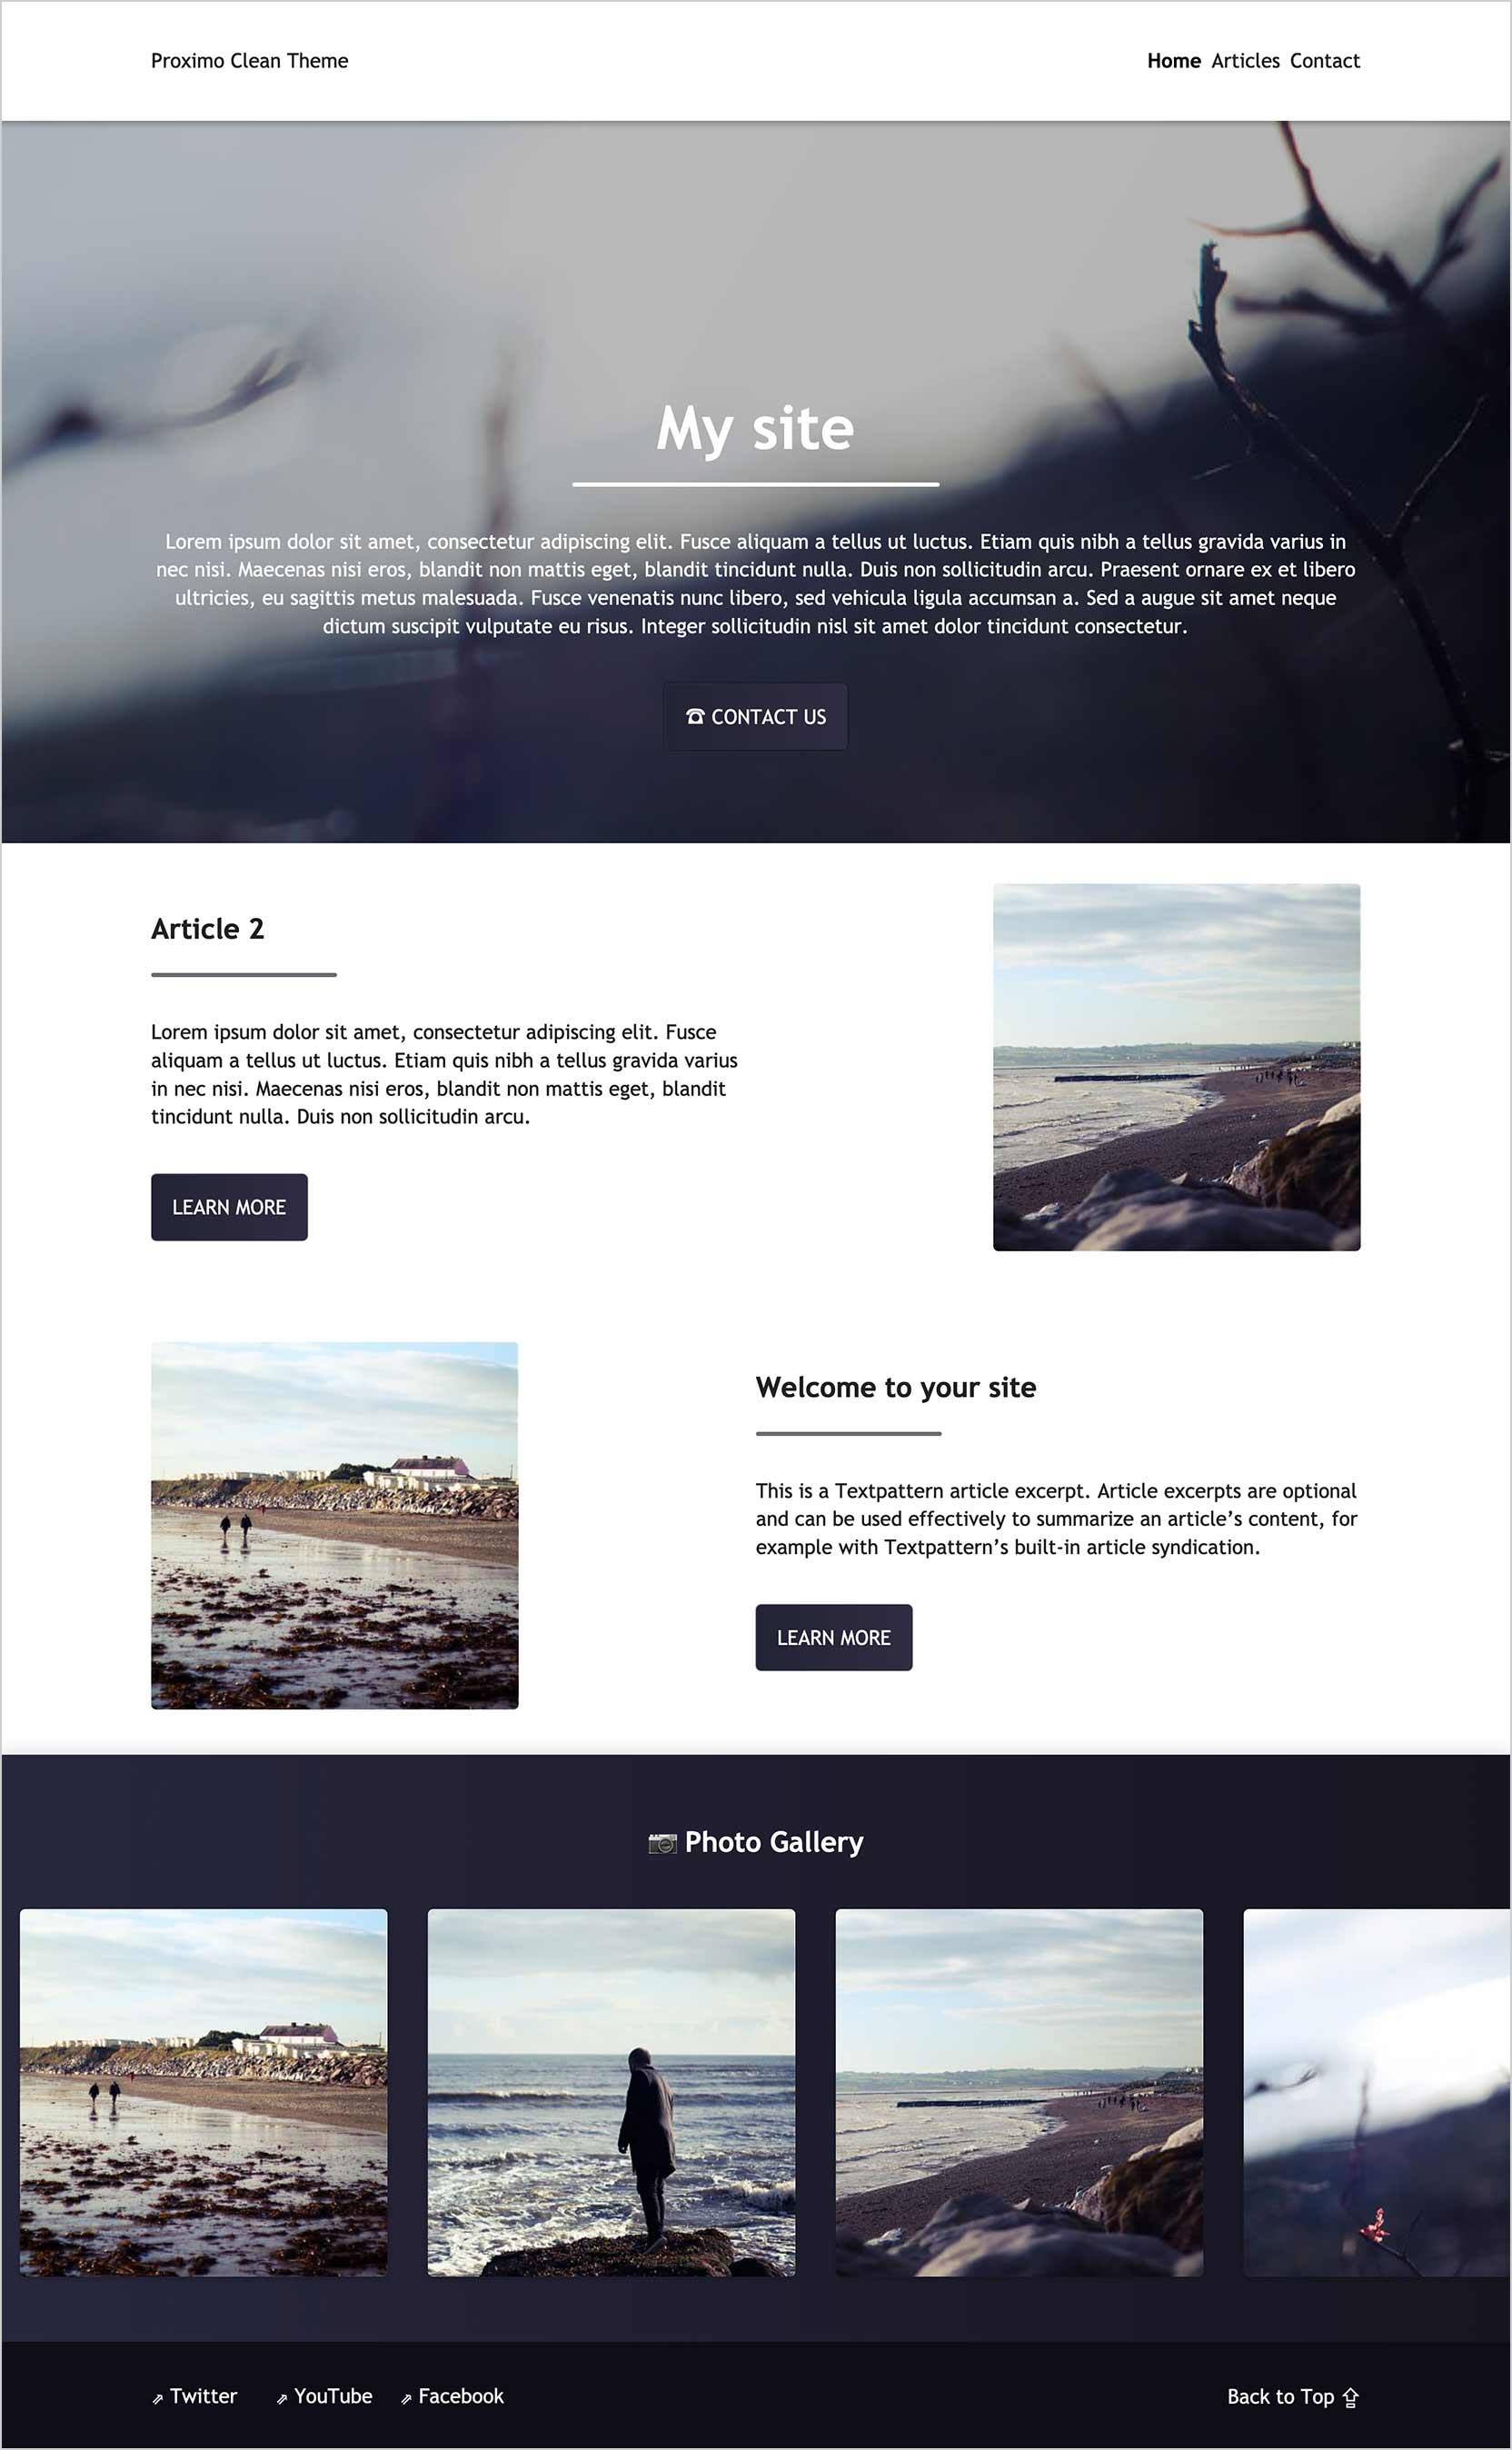 Proximo Clean Theme
Home Articles Contact
My site
Lorem ipsum dolor sit amet, consectetur adipiscing elit. Fusce aliquam a tellus ut luctus. Etiam quis nibh a tellus gravida varius in
nec nisi. Maecenas nisi eros, blandit non mattis eget, blandit tincidunt nulla. Duis non sollicitudin arcu. Praesent ornare ex et libero
ultricies, eu sagittis metus malesuada. Fusce venenatis nunc libero, sed vehicula ligula accumsan a. Sed a augue sit amet neque
dictum suscipit vulputate eu risus. Integer sollicitudin nisl sit amet dolor tincidunt consectetur.
☎ CONTACT US
Article 2
Lorem ipsum dolor sit amet, consectetur adipiscing elit. Fusce
aliquam a tellus ut luctus. Etiam quis nibh a tellus gravida varius
in nec nisi. Maecenas nisi eros, blandit non mattis eget, blandit
tincidunt nulla. Duis non sollicitudin arcu.
LEARN MORE
Welcome to your site
This is a Textpattern article excerpt. Article excerpts are optional
and can be used effectively to summarize an article’s content, for
example with Textpattern’s built-in article syndication.
LEARN MORE
📷 Photo Gallery
⇗ Twitter ⇗ YouTube ⇗ Facebook
Back to Top ⇪